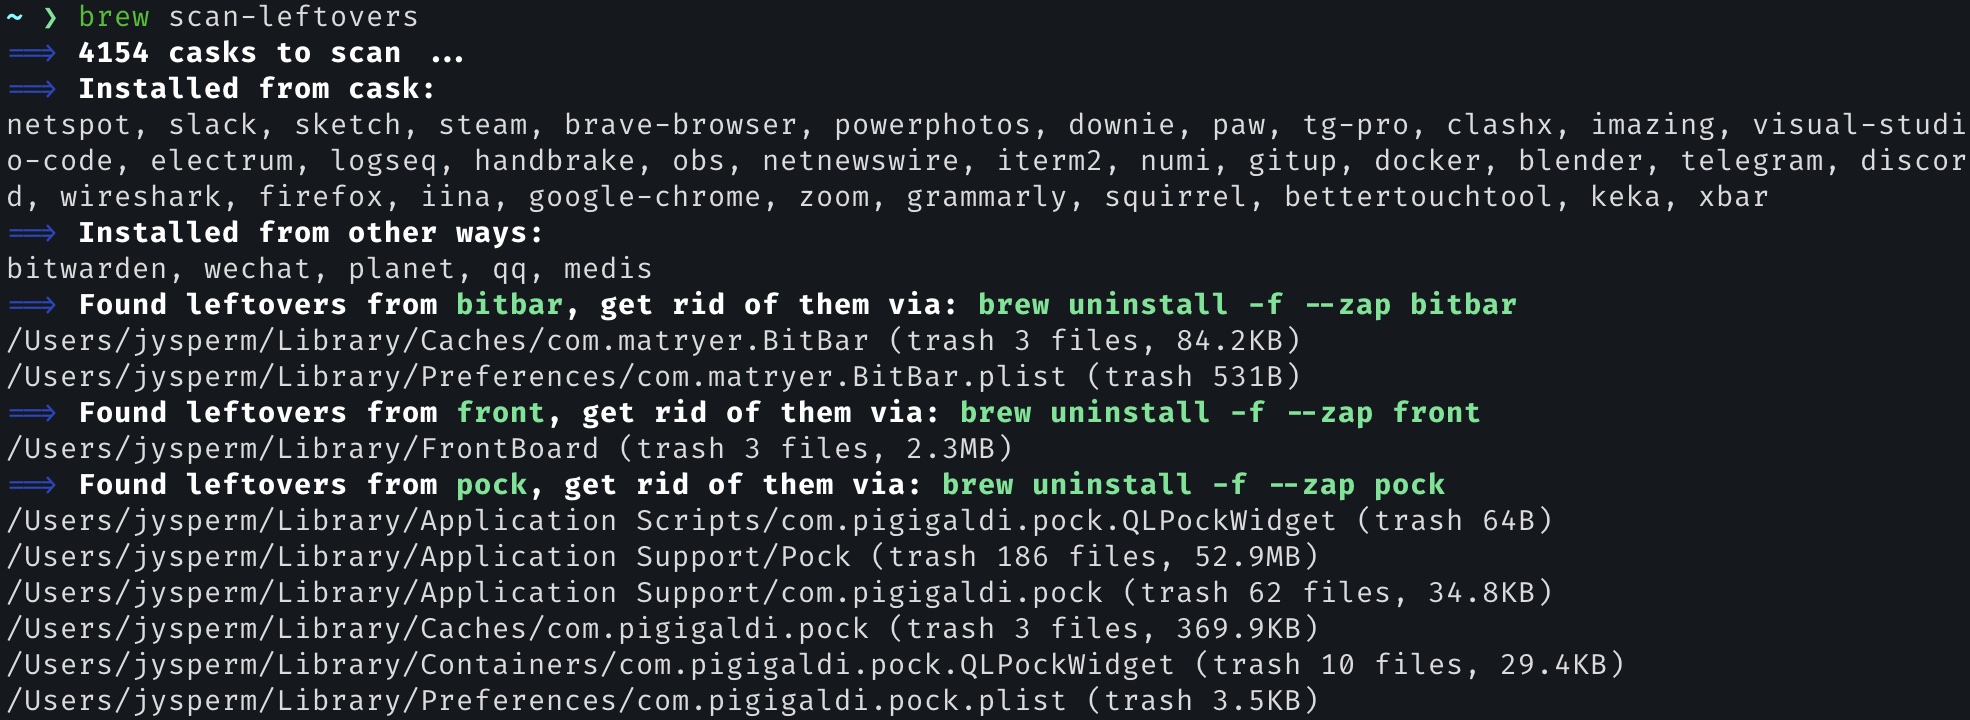 ~ ❯ brew scan-leftovers
==> 4154 casks to scan ...
==> Installed from cask:
netspot, slack, sketch, steam, brave-browser, powerphotos, downie, paw, tg-pro, clashx, imazing, visual-studi
o-code, electrum, logseq, handbrake, obs, netnewswire, iterm2, numi, gitup, docker, blender, telegram, discor
d, wireshark, firefox, iina, google-chrome, zoom, grammarly, squirrel, bettertouchtool, keka, xbar
==> Installed from other ways:
bitwarden, wechat, planet, qq, medis
==> Found leftovers from bitbar, get rid of them via: brew uninstall -f --zap bitbar
/Users/jysperm/Library/Caches/com.matryer.BitBar (trash 3 files, 84.2KB)
/Users/jysperm/Library/Preferences/com.matryer.BitBar.plist (trash 531B)
==> Found leftovers from front, get rid of them via: brew uninstall -f --zap front
/Users/jysperm/Library/FrontBoard (trash 3 files, 2.3MB)
==> Found leftovers from pock, get rid of them via: brew uninstall -f --zap pock
/Users/jysperm/Library/Application Scripts/com.pigigaldi.pock.QLPockWidget (trash 64B)
/Users/jysperm/Library/Application Support/Pock (trash 186 files, 52.9MB)
/Users/jysperm/Library/Application Support/com.pigigaldi.pock (trash 62 files, 34.8KB)
/Users/jysperm/Library/Caches/com.pigigaldi.pock (trash 3 files, 369.9KB)
/Users/jysperm/Library/Containers/com.pigigaldi.pock.QLPockWidget (trash 10 files, 29.4KB)
/Users/jysperm/Library/Preferences/com.pigigaldi.pock.plist (trash 3.5KB)